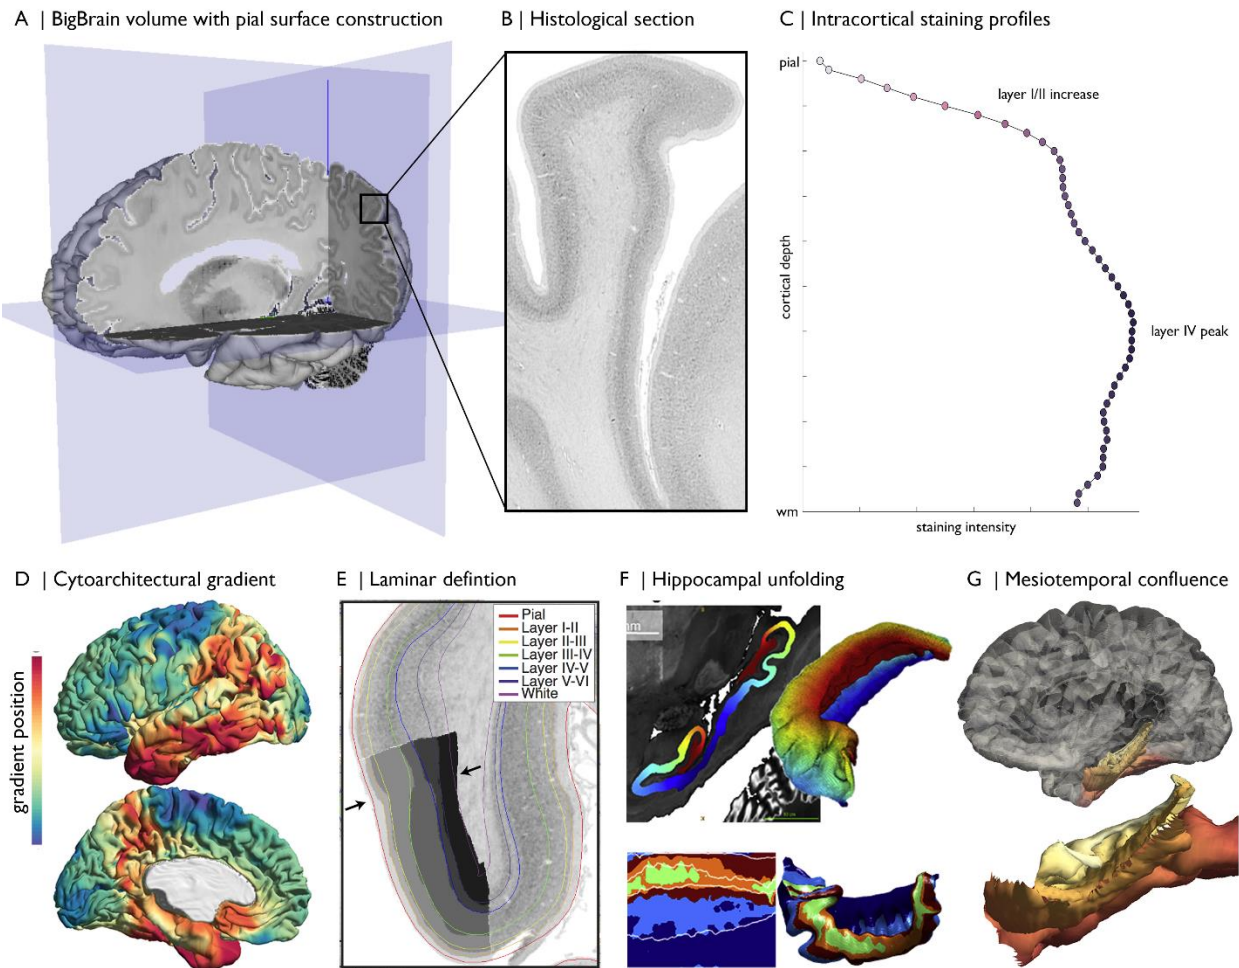 A | BigBrain volume with pial surface construction
B | Histological section
C | Intracortical staining profiles
pial
layer I/II increase
cortical depth
layer IV peak
wm
staining intensity
D | Cytoarchitectural gradient
gradient position
E | Laminar defintion
Pial
Layer I-II
Layer II-III
Layer III-IV
Layer IV-V
Layer V-VI
White
F | Hippocampal unfolding
G | Mesiotemporal confluence